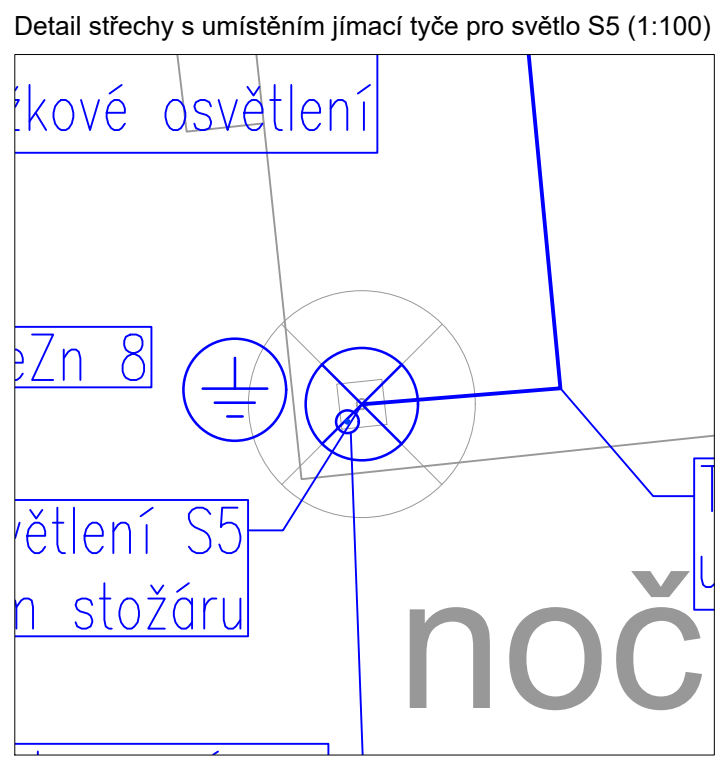 Detail střechy s umístěním jímací tyče pro světlo S5 (1:100)
žkové osvětlení
eZn 8
větlení S5
stožáru
noč